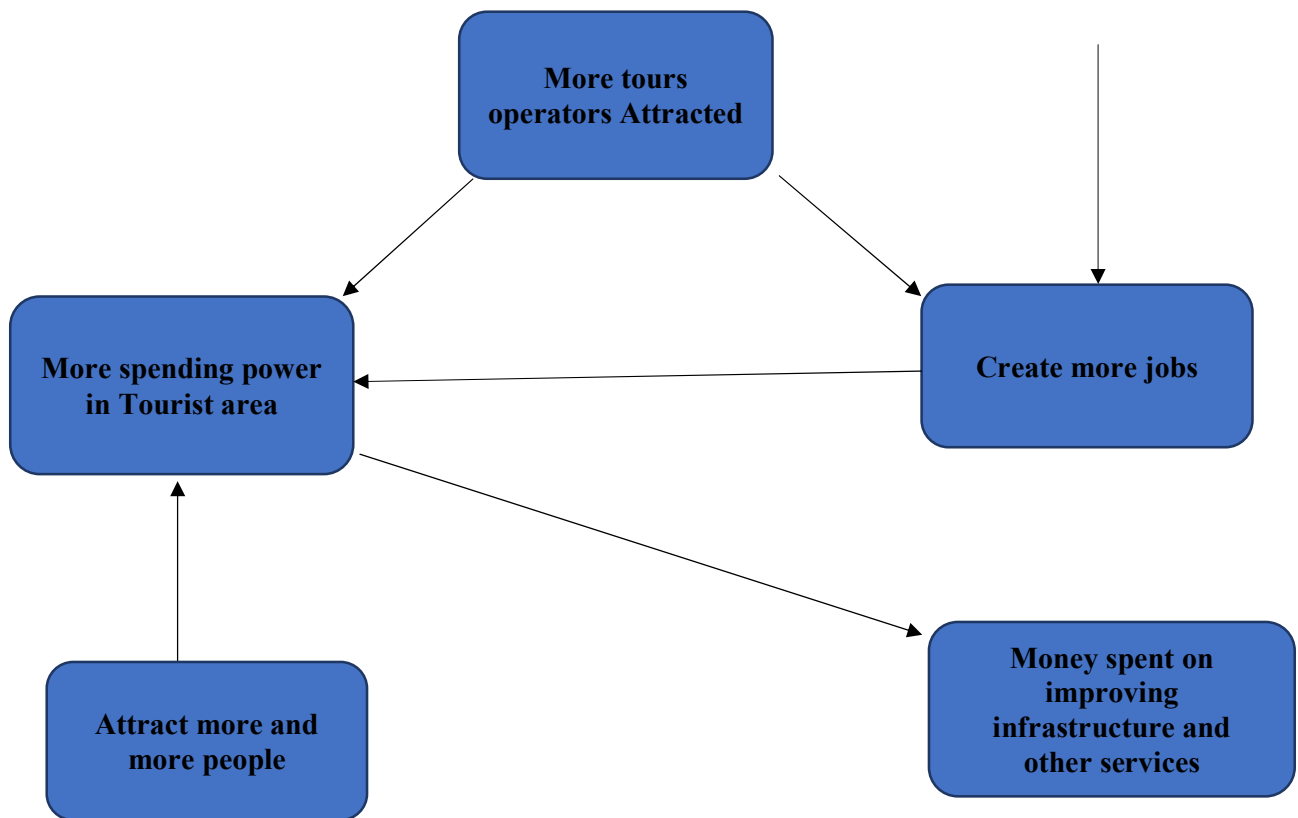 More tours
operators Attracted
More spending power
in Tourist area
Create more jobs
Attract more and
more people
Money spent on
improving
infrastructure and
other services